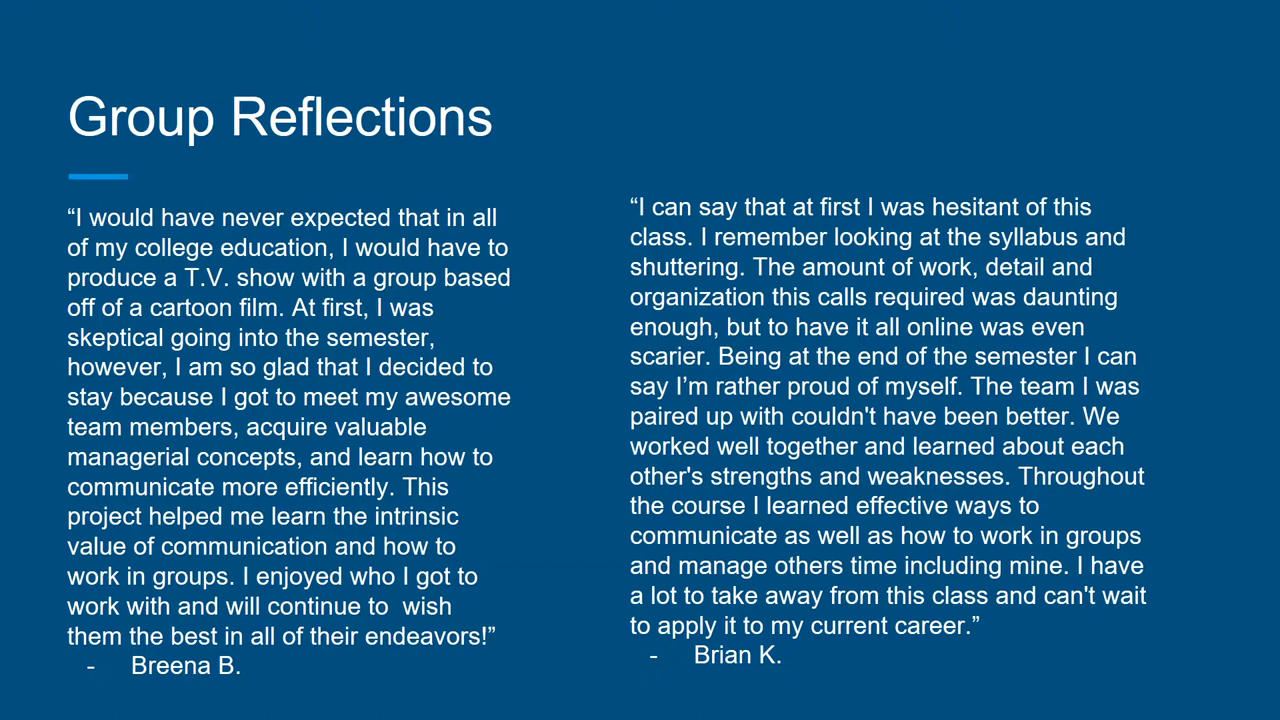 Group Reflections
“I would have never expected that in all
of my college education, I would have to
produce a T.V. show with a group based
off of a cartoon film. At first, I was
skeptical going into the semester,
however, I am so glad that I decided to
stay because I got to meet my awesome
team members, acquire valuable
managerial concepts, and learn how to
communicate more efficiently. This
project helped me learn the intrinsic
value of communication and how to
work in groups. I enjoyed who I got to
work with and will continue to  wish
them the best in all of their endeavors!”
- Breena B.
“I can say that at first I was hesitant of this
class. I remember looking at the syllabus and
shuttering. The amount of work, detail and
organization this calls required was daunting
enough, but to have it all online was even
scarier. Being at the end of the semester I can
say I’m rather proud of myself. The team I was
paired up with couldn't have been better. We
worked well together and learned about each
other's strengths and weaknesses. Throughout
the course I learned effective ways to
communicate as well as how to work in groups
and manage others time including mine. I have
a lot to take away from this class and can't wait
to apply it to my current career.”
- Brian K.